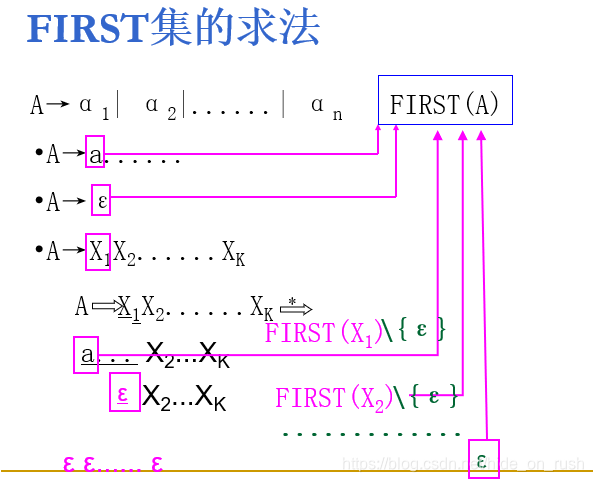 FIRST集的求法
A→ α1| α2|......| αn
FIRST(A)
•A→a......
•A→ε
•A→X1X2......XK
A⇒X1X2......XK *⇒
FIRST(X1)\{ε}
a... X2...XK
ε X2...XK
FIRST(X2)\{ε}
.............
ε ε...... ε
ε